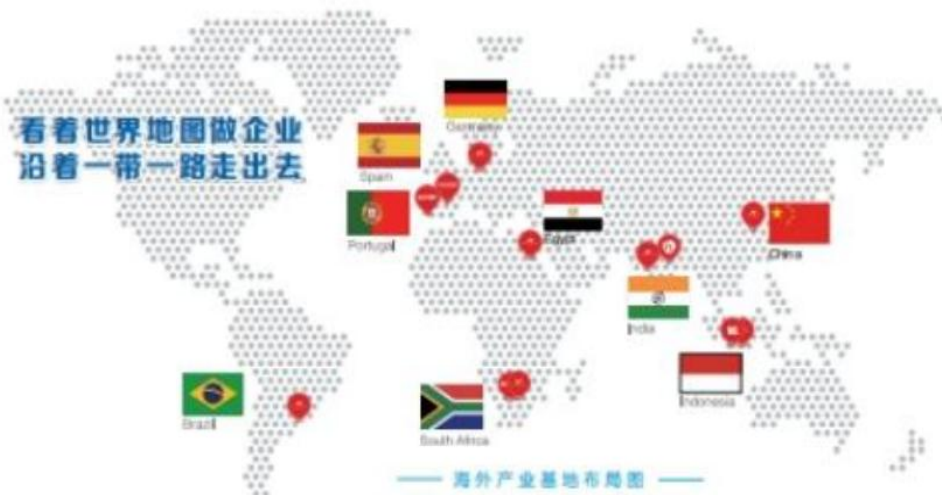 看着世界地图做企业
沿着一带一路走出去
Germany
Spain
Portugal
Egypt
China
India
Indonesia
Brazil
South Africa
海外产业基地布局图